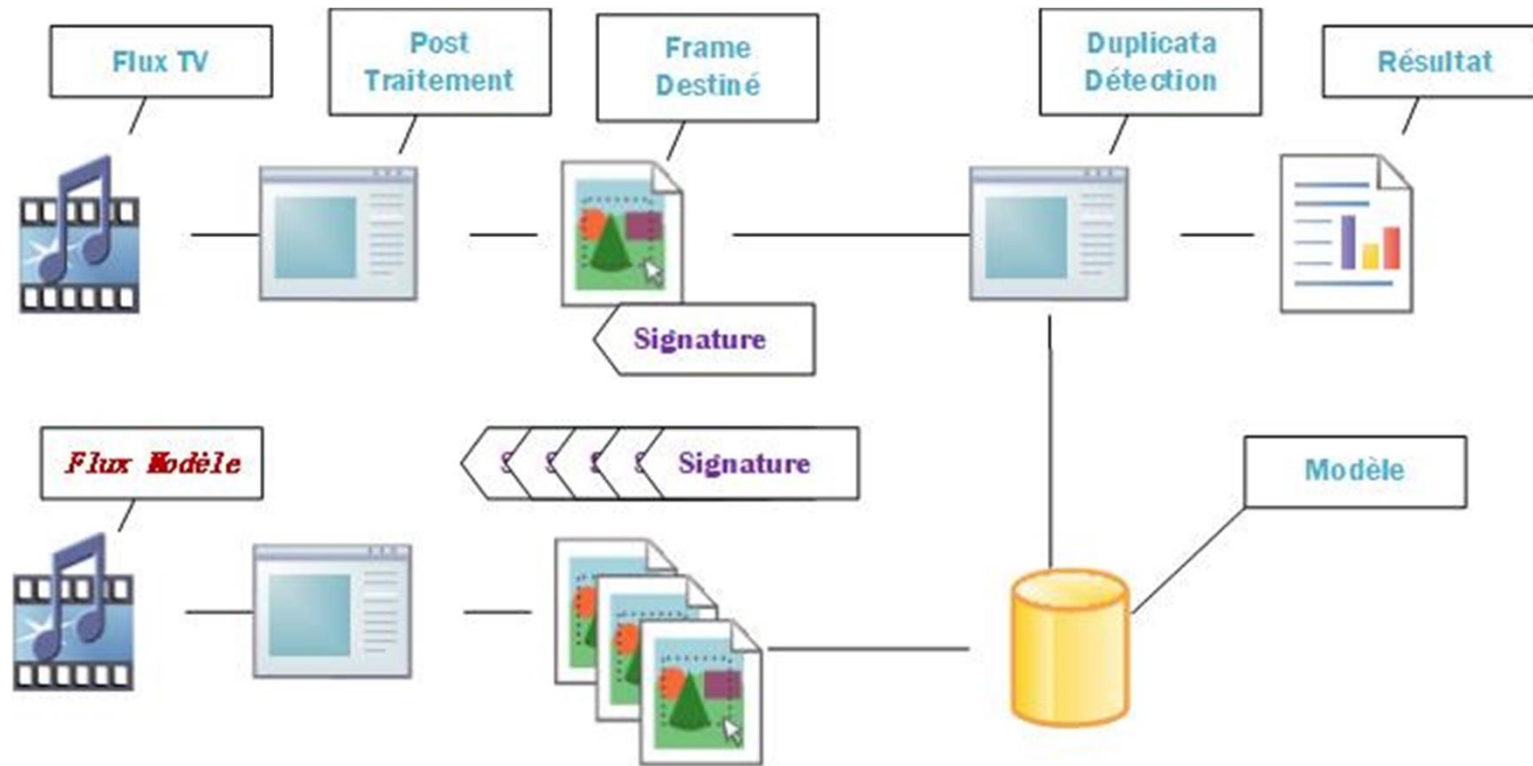 Flux TV
Post
Traitement
Frame
Destiné
Duplicata
Détection
Résultat
Signature
Flux Modèle
S
S
S
S
Signature
Modèle